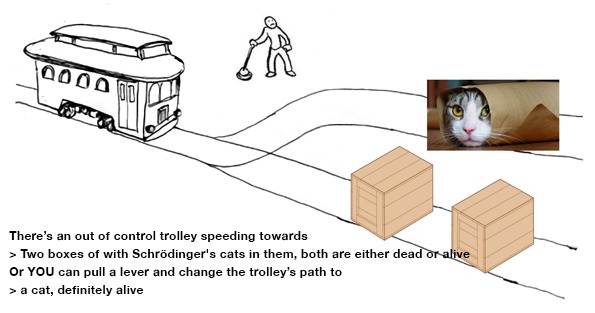 There's an out of control trolley speeding towards
> Two boxes of with Schrödinger's cats in them, both are either dead or alive
Or YOU can pull a lever and change the trolley's path to
> a cat, definitely alive